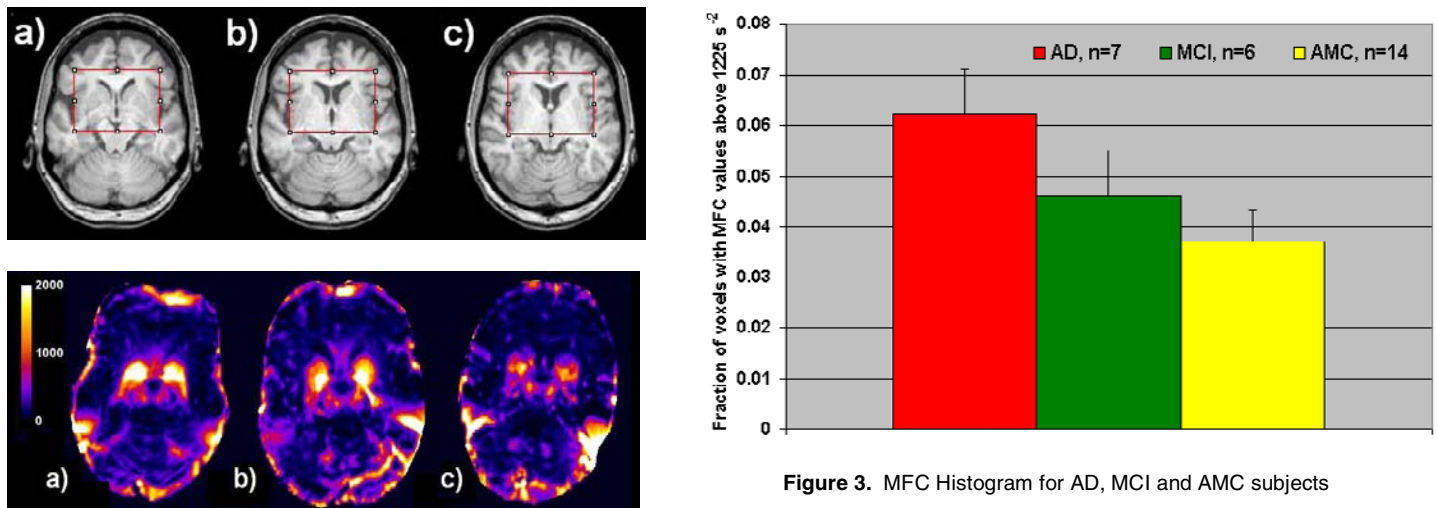 a)
b)
c)
2000
1000
0
a)
b)
c)
Fraction of voxels with MFC values above 1225 s⁻²
0.08
0.07
0.06
0.05
0.04
0.03
0.02
0.01
0
AD, n=7
MCI, n=6
AMC, n=14
Figure 3. MFC Histogram for AD, MCI and AMC subjects